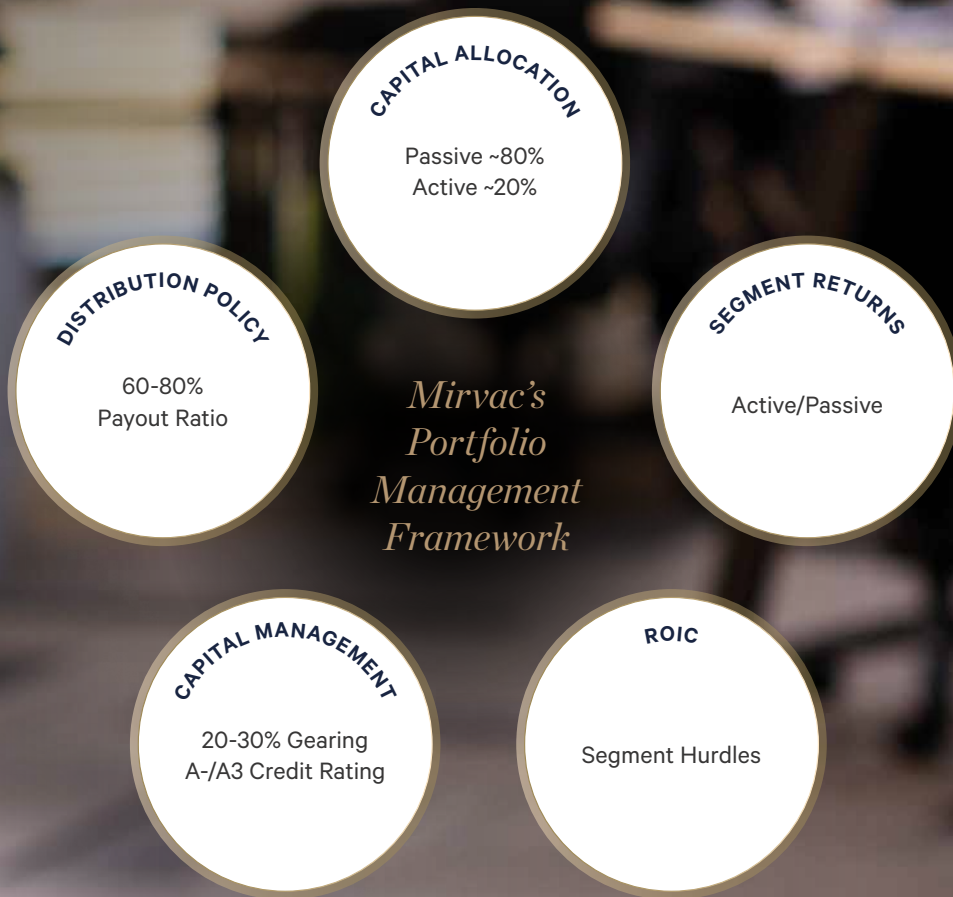 CAPITAL ALLOCATION
Passive ~80%
Active ~20%
DISTRIBUTION POLICY
60-80%
Payout Ratio
SEGMENT RETURNS
Active/Passive
Mirvac’s
Portfolio
Management
Framework
CAPITAL MANAGEMENT
20-30% Gearing
A-/A3 Credit Rating
ROIC
Segment Hurdles